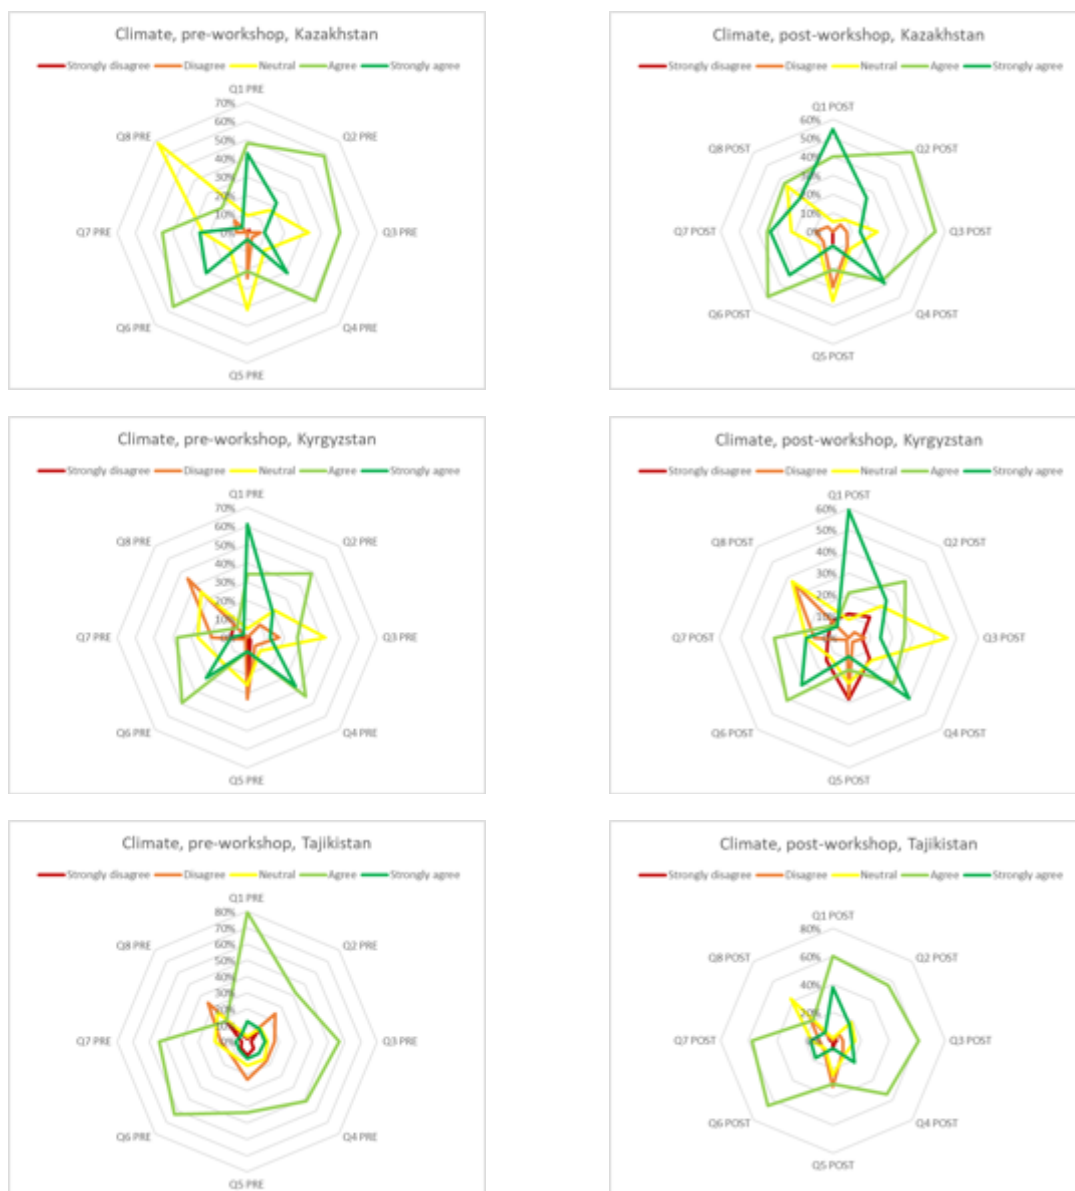 Climate, pre-workshop, Kazakhstan
Strongly disagree Disagree Neutral Agree Strongly agree
Q1 PRE
70%
60%
50%
40%
30%
20%
10%
0%
Q2 PRE
Q3 PRE
Q4 PRE
Q5 PRE
Q6 PRE
Q7 PRE
Q8 PRE
Climate, post-workshop, Kazakhstan
Strongly disagree Disagree Neutral Agree Strongly agree
Q1 POST
60%
50%
40%
30%
20%
10%
0%
Q2 POST
Q3 POST
Q4 POST
Q5 POST
Q6 POST
Q7 POST
Q8 POST
Climate, pre-workshop, Kyrgyzstan
Strongly disagree Disagree Neutral Agree Strongly agree
Q1 PRE
70%
60%
50%
40%
30%
20%
10%
0%
Q2 PRE
Q3 PRE
Q4 PRE
Q5 PRE
Q6 PRE
Q7 PRE
Q8 PRE
Climate, post-workshop, Kyrgyzstan
Strongly disagree Disagree Neutral Agree Strongly agree
Q1 POST
60%
50%
40%
30%
20%
10%
0%
Q2 POST
Q3 POST
Q4 POST
Q5 POST
Q6 POST
Q7 POST
Q8 POST
Climate, pre-workshop, Tajikistan
Strongly disagree Disagree Neutral Agree Strongly agree
Q1 PRE
80%
70%
60%
50%
40%
30%
20%
10%
0%
Q2 PRE
Q3 PRE
Q4 PRE
Q5 PRE
Q6 PRE
Q7 PRE
Q8 PRE
Climate, post-workshop, Tajikistan
Strongly disagree Disagree Neutral Agree Strongly agree
Q1 POST
80%
60%
40%
20%
0%
Q2 POST
Q3 POST
Q4 POST
Q5 POST
Q6 POST
Q7 POST
Q8 POST